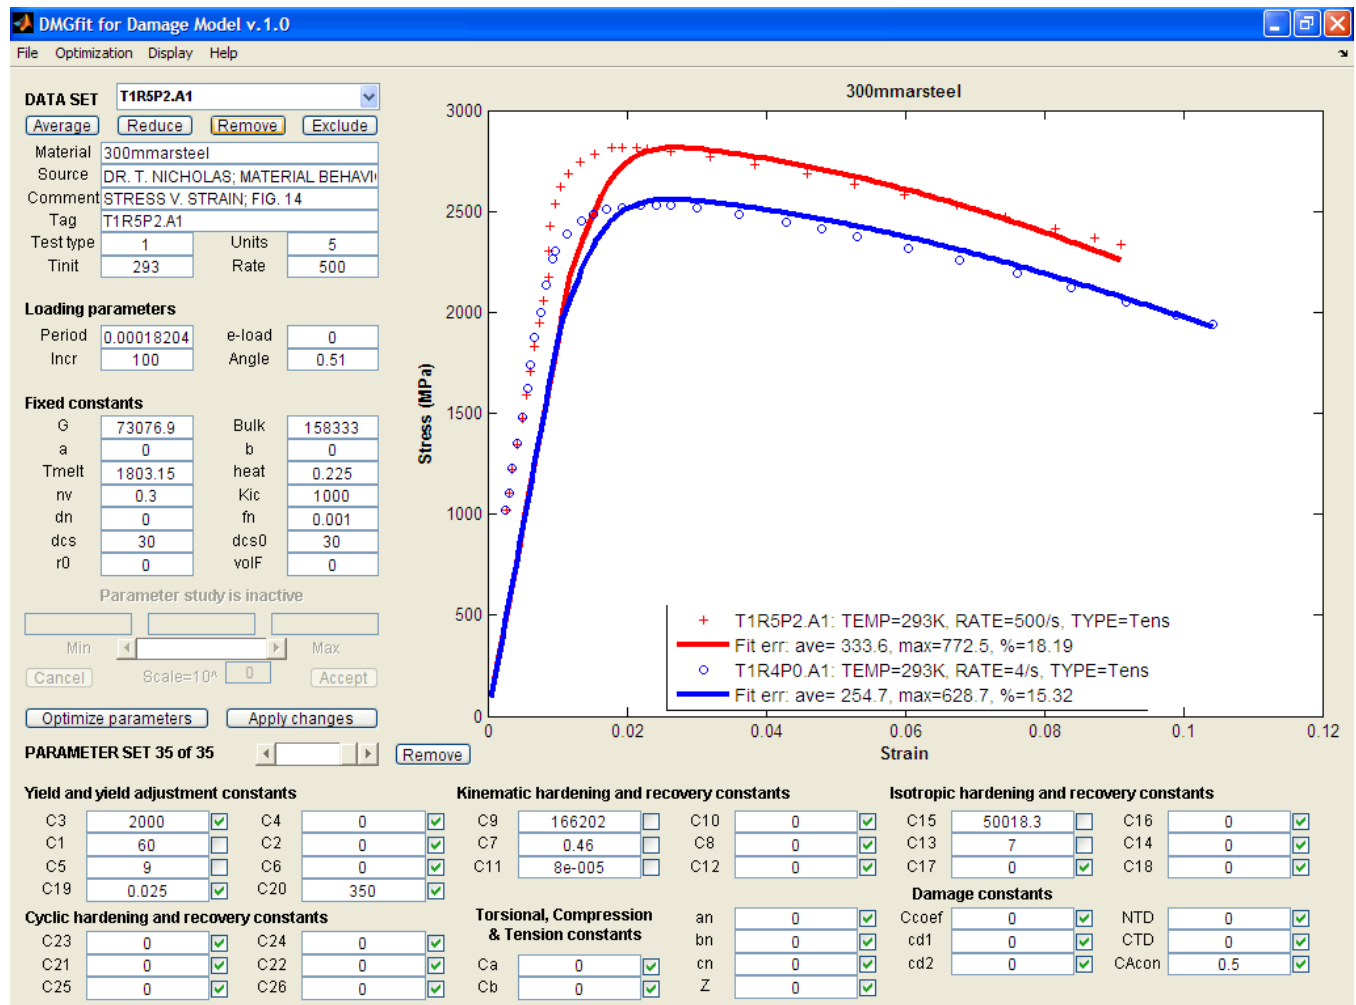 DMGfit for Damage Model v.1.0
File Optimization Display Help
DATA SET T1R5P2.A1
Average Reduce Remove Exclude
Material 300mmarsteel
Source DR. T. NICHOLAS; MATERIAL BEHAVI
Comment STRESS V. STRAIN; FIG. 14
Tag T1R5P2.A1
Test type 1 Units 5
Tinit 293 Rate 500
Loading parameters
Period 0.00018204 e-load 0
Incr 100 Angle 0.51
Fixed constants
G 73076.9 Bulk 158333
a 0 b 0
Tmelt 1803.15 heat 0.225
nv 0.3 Kic 1000
dn 0 fn 0.001
dcs 30 dcs0 30
r0 0 volF 0
Parameter study is inactive
Min Max
Cancel Scale=10^ 0 Accept
Optimize parameters Apply changes
PARAMETER SET 35 of 35 Remove
300mmarsteel
Stress (MPa)
3000
2500
2000
1500
1000
500
0
0 0.02 0.04 0.06 0.08 0.1 0.12
Strain
T1R5P2.A1: TEMP=293K, RATE=500/s, TYPE=Tens
Fit err: ave= 333.6, max=772.5, %=18.19
T1R4P0.A1: TEMP=293K, RATE=4/s, TYPE=Tens
Fit err: ave= 254.7, max=628.7, %=15.32
Yield and yield adjustment constants
C3 2000 C4 0
C1 60 C2 0
C5 9 C6 0
C19 0.025 C20 350
Kinematic hardening and recovery constants
C9 166202 C10 0
C7 0.46 C8 0
C11 8e-005 C12 0
Isotropic hardening and recovery constants
C15 50018.3 C16 0
C13 7 C14 0
C17 0 C18 0
Cyclic hardening and recovery constants
C23 0 C24 0
C21 0 C22 0
C25 0 C26 0
Torsional, Compression
& Tension constants
Ca 0
Cb 0
an 0
bn 0
cn 0
Z 0
Damage constants
Ccoef 0 NTD 0
cd1 0 CTD 0
cd2 0 CAcon 0.5